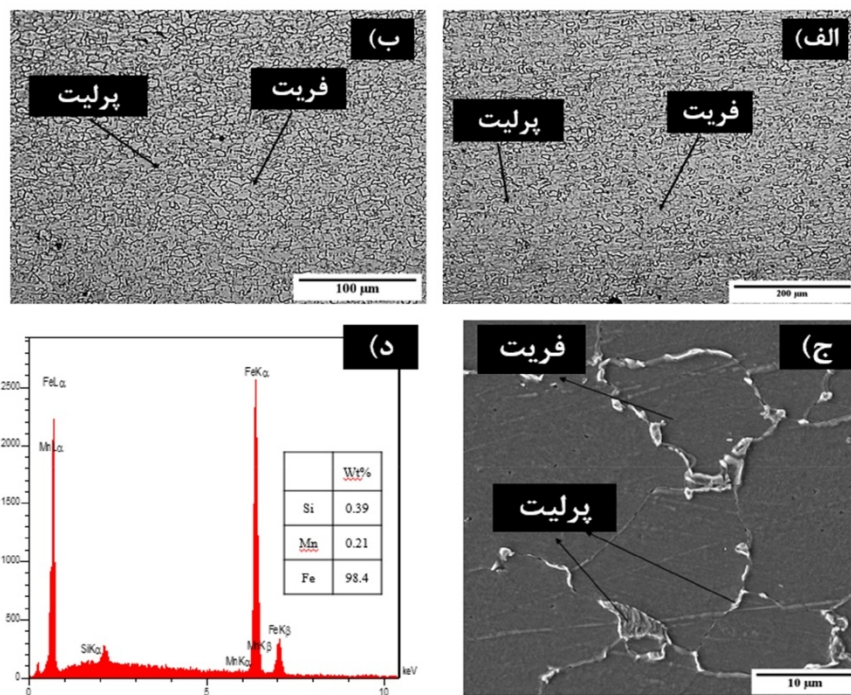 الف)
فریت
پرلیت
200 µm
ب)
فریت
پرلیت
100 µm
ج)
فریت
پرلیت
10 µm
د)
2500
2000
1500
1000
500
0
0
5
10
keV
FeLα
MnLα
SiKα
FeKα
MnKα
MnKβ
FeKβ
Wt%
Si 0.39
Mn 0.21
Fe 98.4